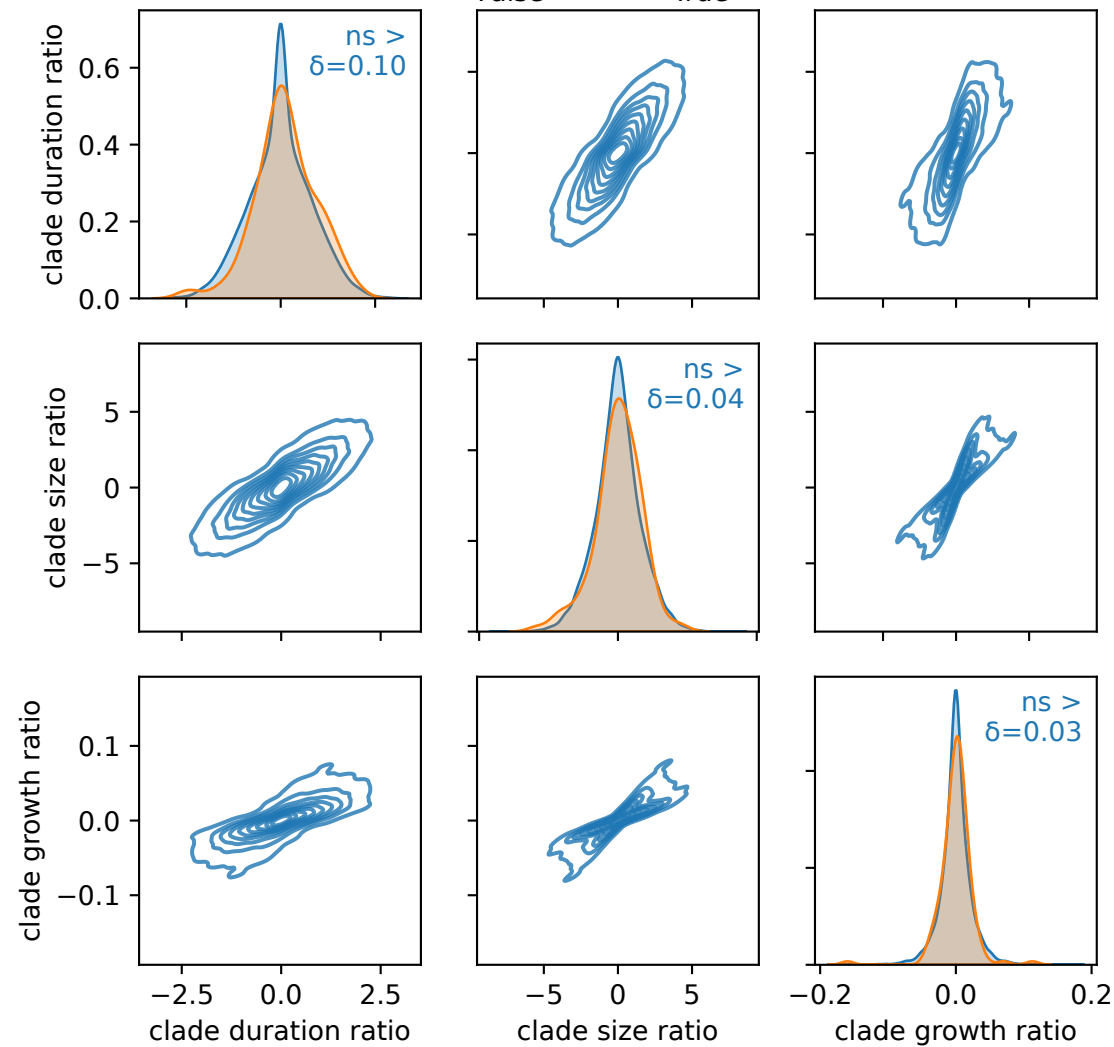 clade duration ratio
0.6
0.4
0.2
0.0
ns >
δ=0.10
clade size ratio
5
0
−5
ns >
δ=0.04
clade growth ratio
0.1
0.0
−0.1
ns >
δ=0.03
−2.5 0.0 2.5
−5 0 5
−0.2 0.0 0.2
clade duration ratio
clade size ratio
clade growth ratio